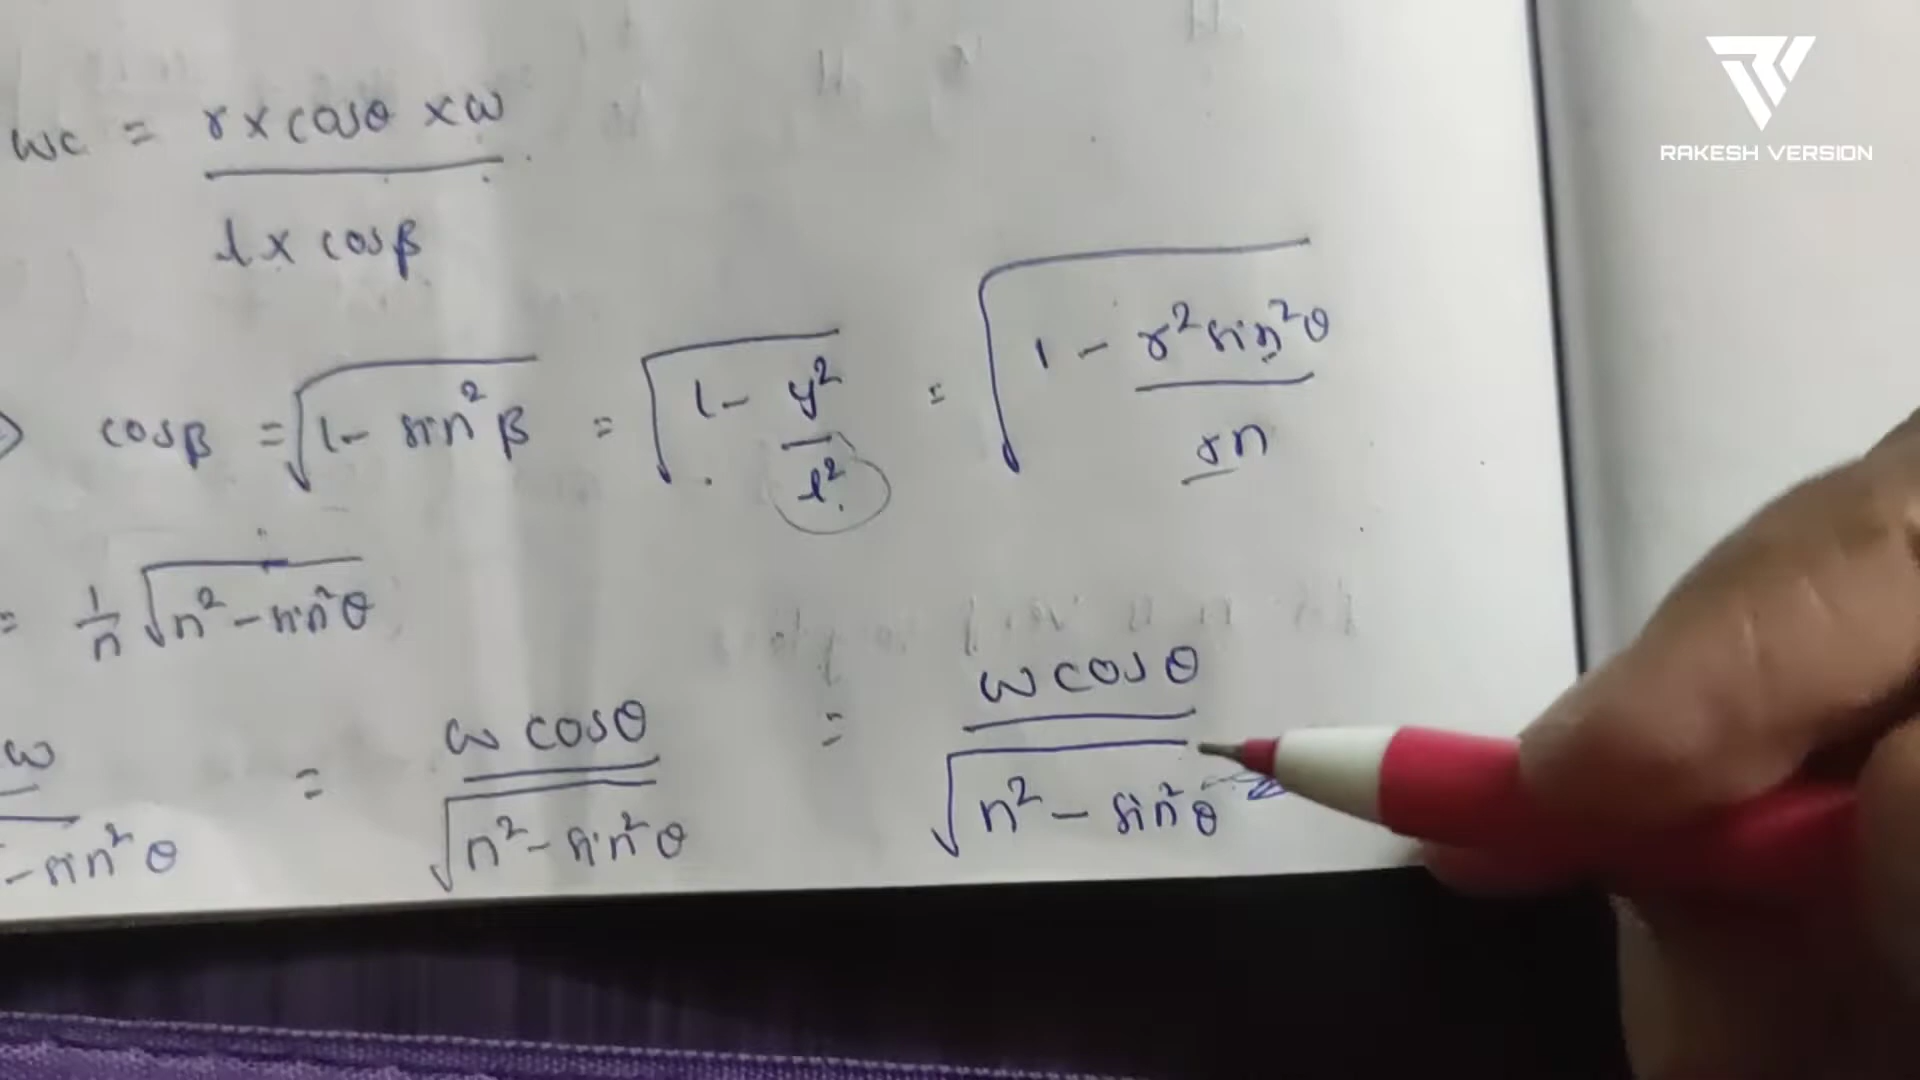 RAKESH VERSION
ωc = r × cosθ × ω / l × cosβ
cosβ = √(1 - sin²β) = √(1 - y²/l²) = √(1 - r²sin²θ/rn)
= 1/n √(n² - sin²θ)
ω / - sin²θ = ω cosθ / √(n² - sin²θ) = ω cosθ / √(n² - sin²θ)